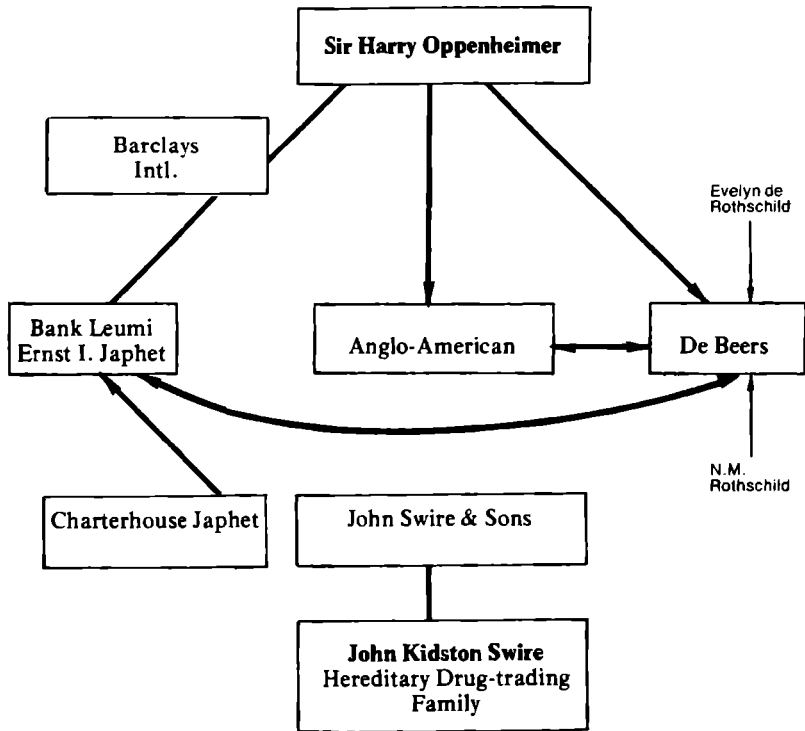 Sir Harry Oppenheimer
Barclays
Intl.
Evelyn de
Rothschild
Bank Leumi
Ernst I. Japhet
Anglo-American
De Beers
N.M.
Rothschild
Charterhouse Japhet
John Swire & Sons
John Kidston Swire
Hereditary Drug-trading
Family